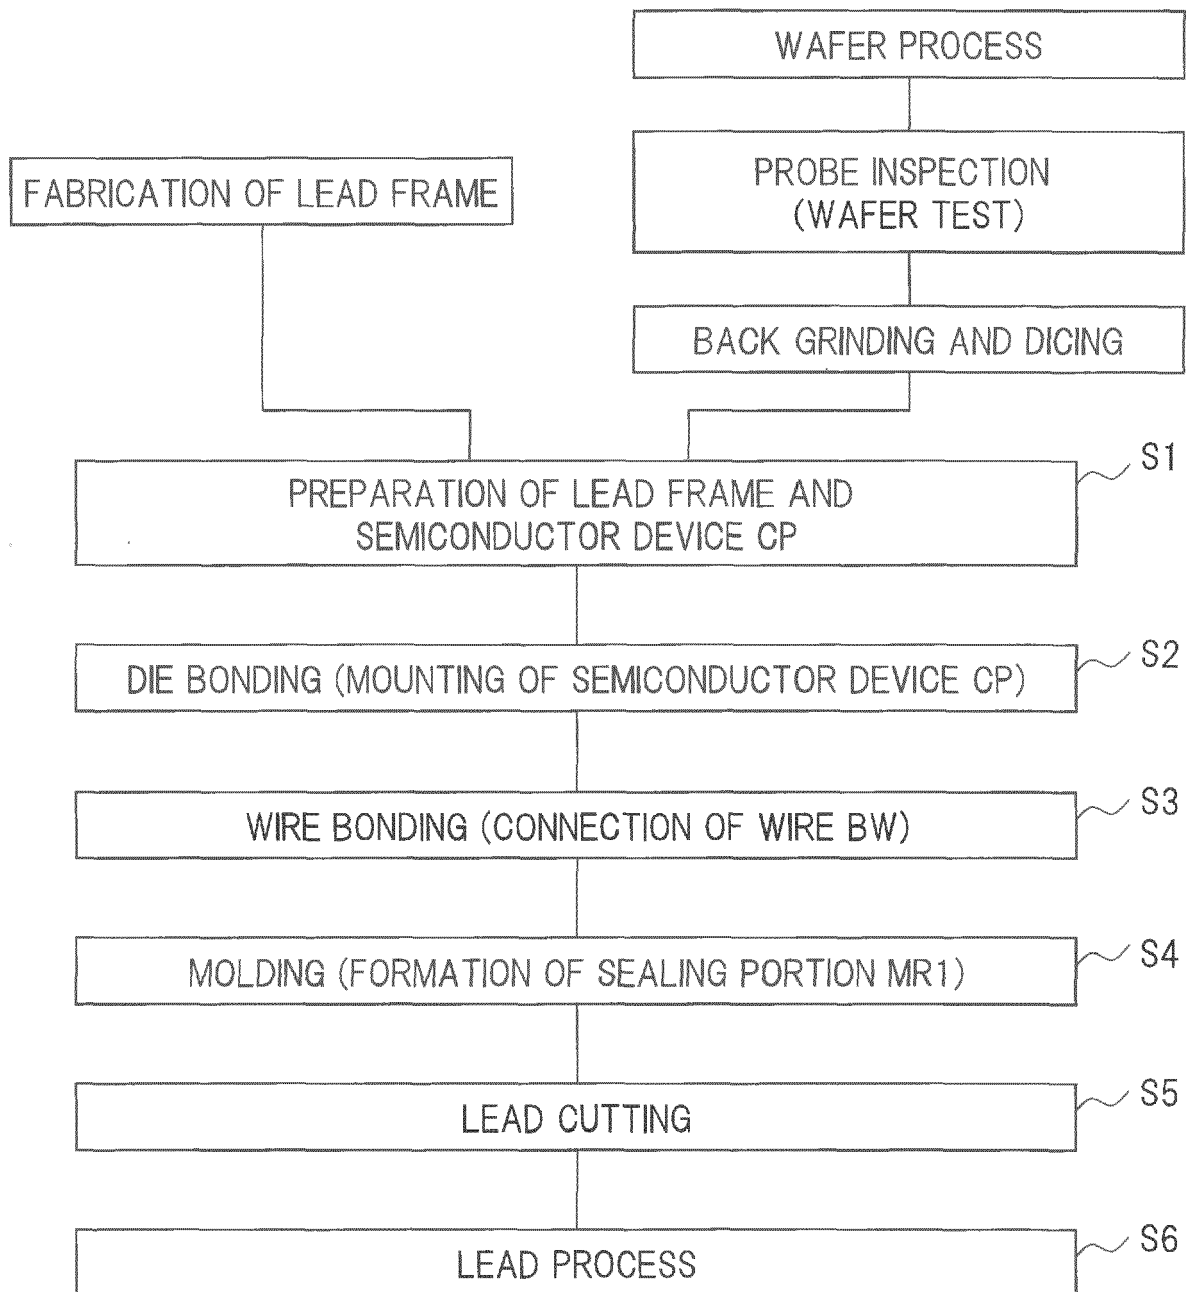 WAFER PROCESS
PROBE INSPECTION
(WAFER TEST)
FABRICATION OF LEAD FRAME
BACK GRINDING AND DICING
S1
PREPARATION OF LEAD FRAME AND
SEMICONDUCTOR DEVICE CP
S2
DIE BONDING (MOUNTING OF SEMICONDUCTOR DEVICE CP)
S3
WIRE BONDING (CONNECTION OF WIRE BW)
S4
MOLDING (FORMATION OF SEALING PORTION MR1)
S5
LEAD CUTTING
S6
LEAD PROCESS